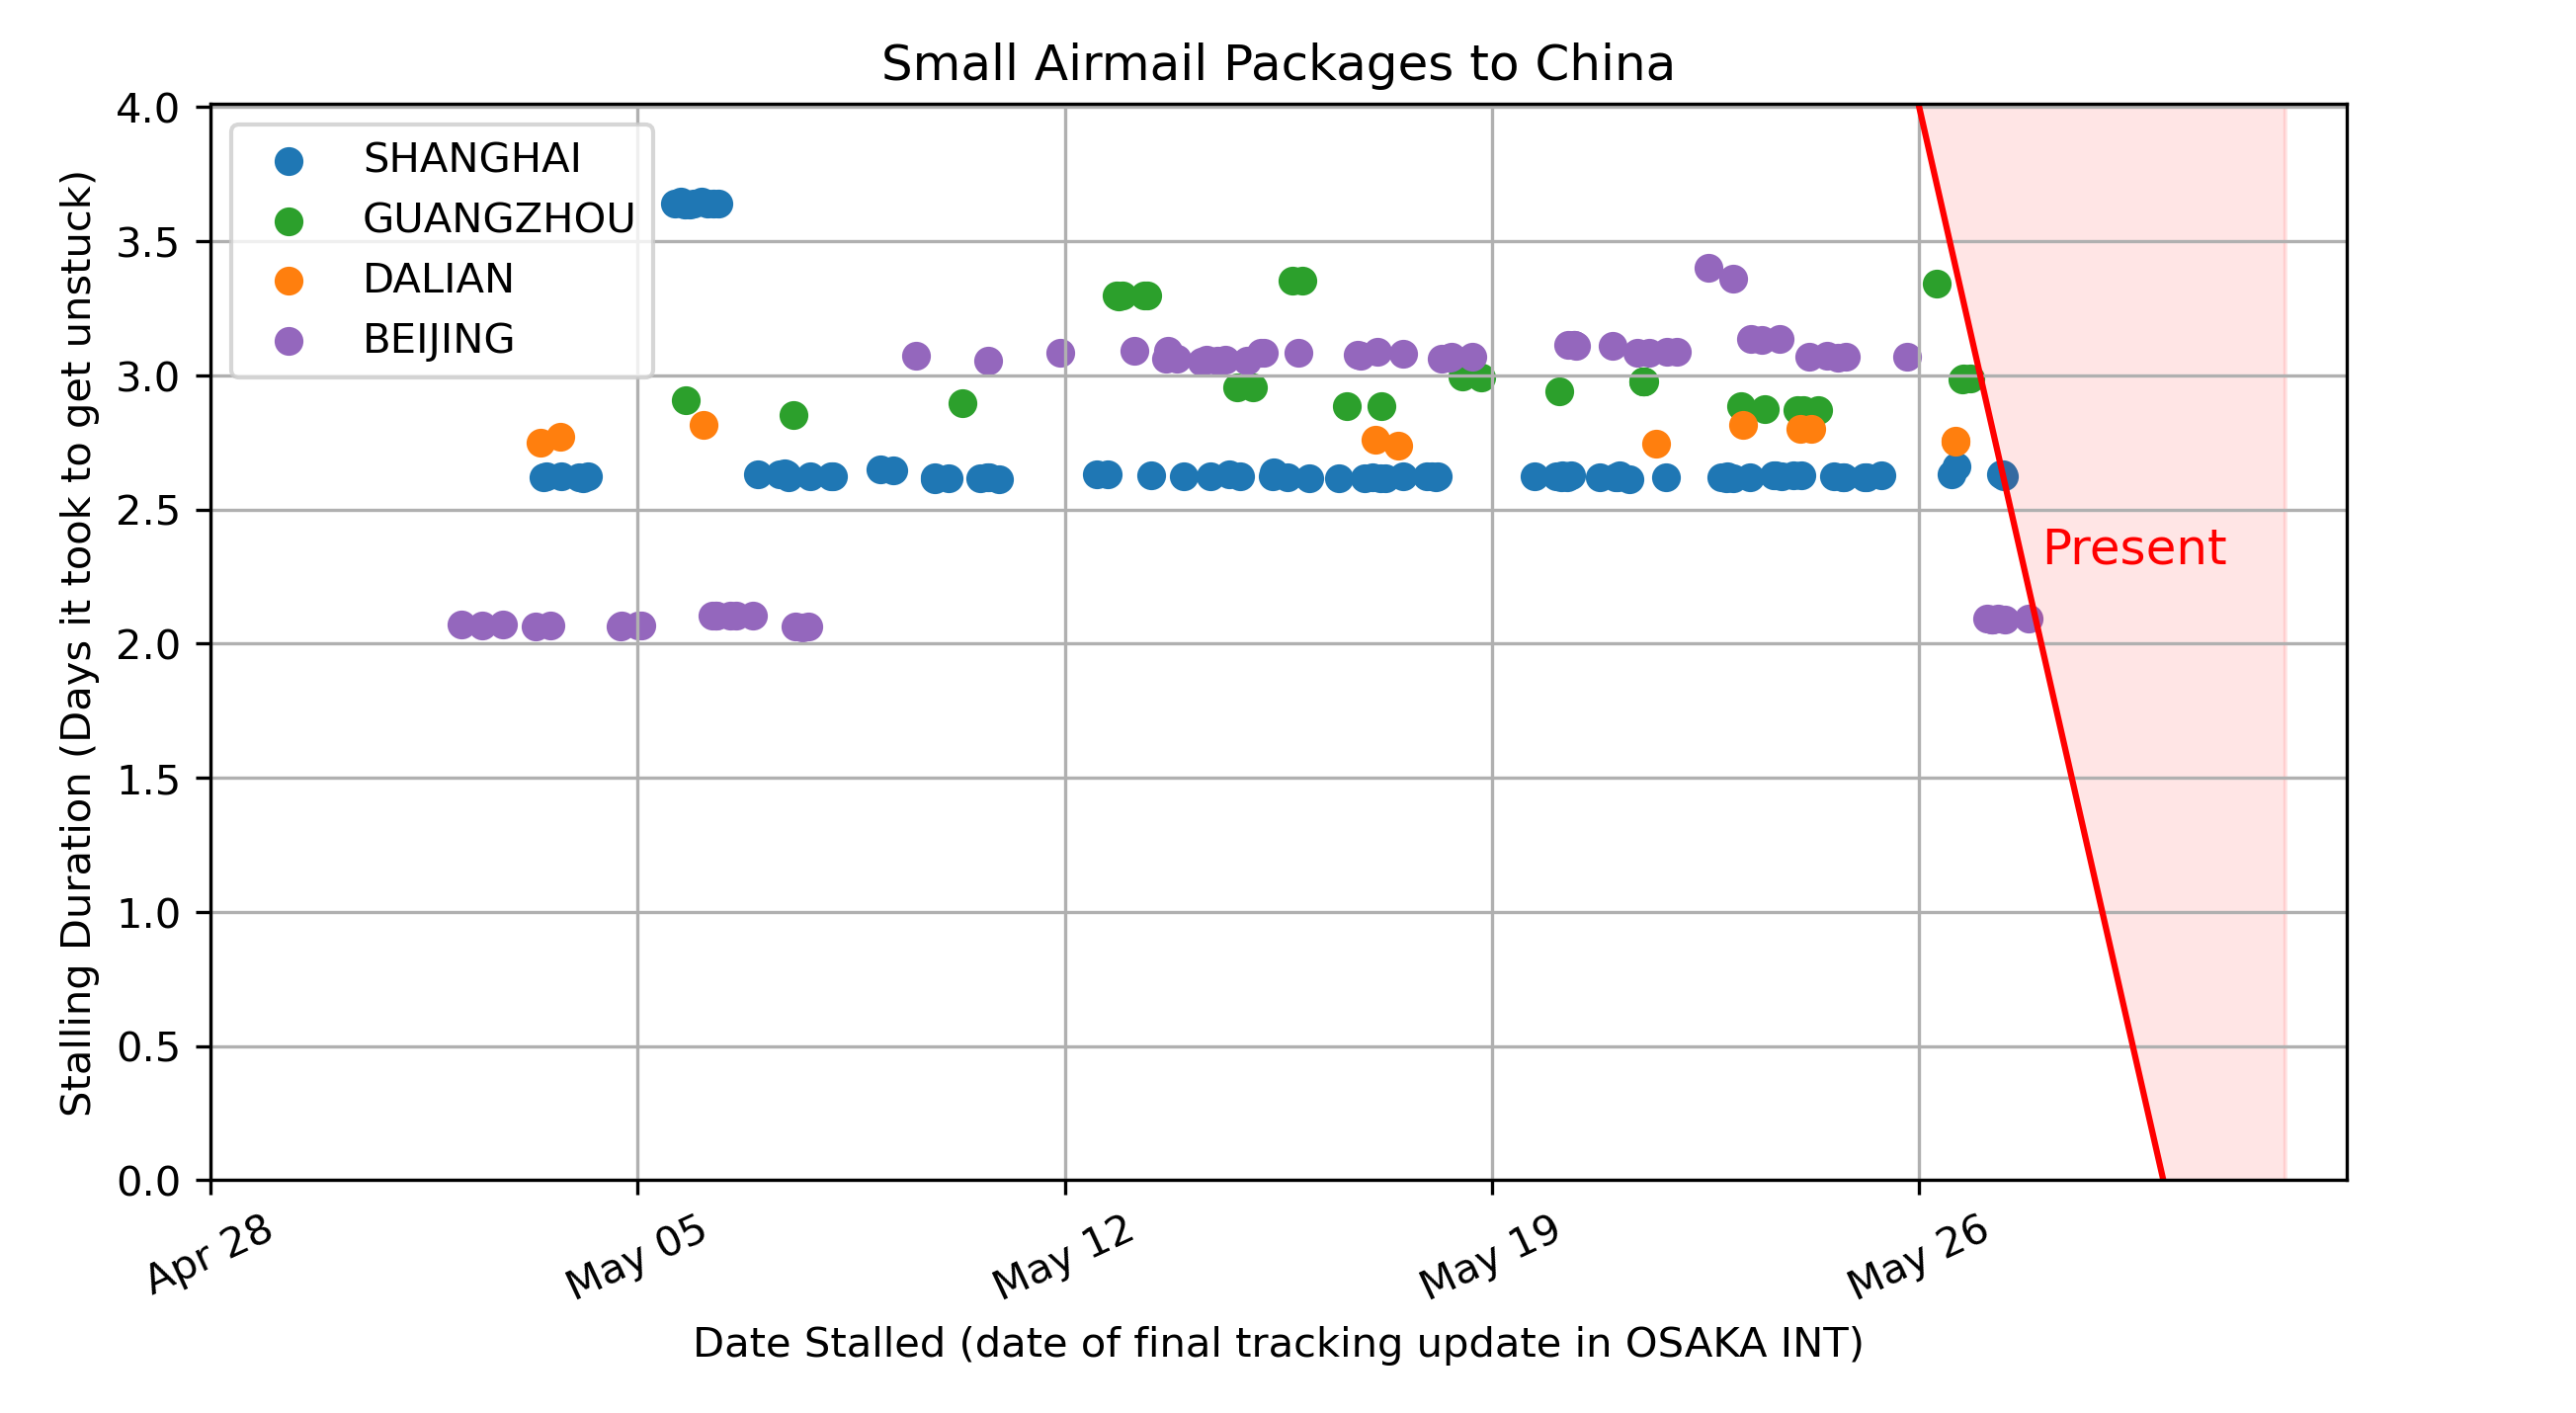 Small Airmail Packages to China
Stalling Duration (Days it took to get unstuck)
4.0
3.5
3.0
2.5
2.0
1.5
1.0
0.5
0.0
SHANGHAI
GUANGZHOU
DALIAN
BEIJING
Present
Apr 28
May 05
May 12
May 19
May 26
Date Stalled (date of final tracking update in OSAKA INT)